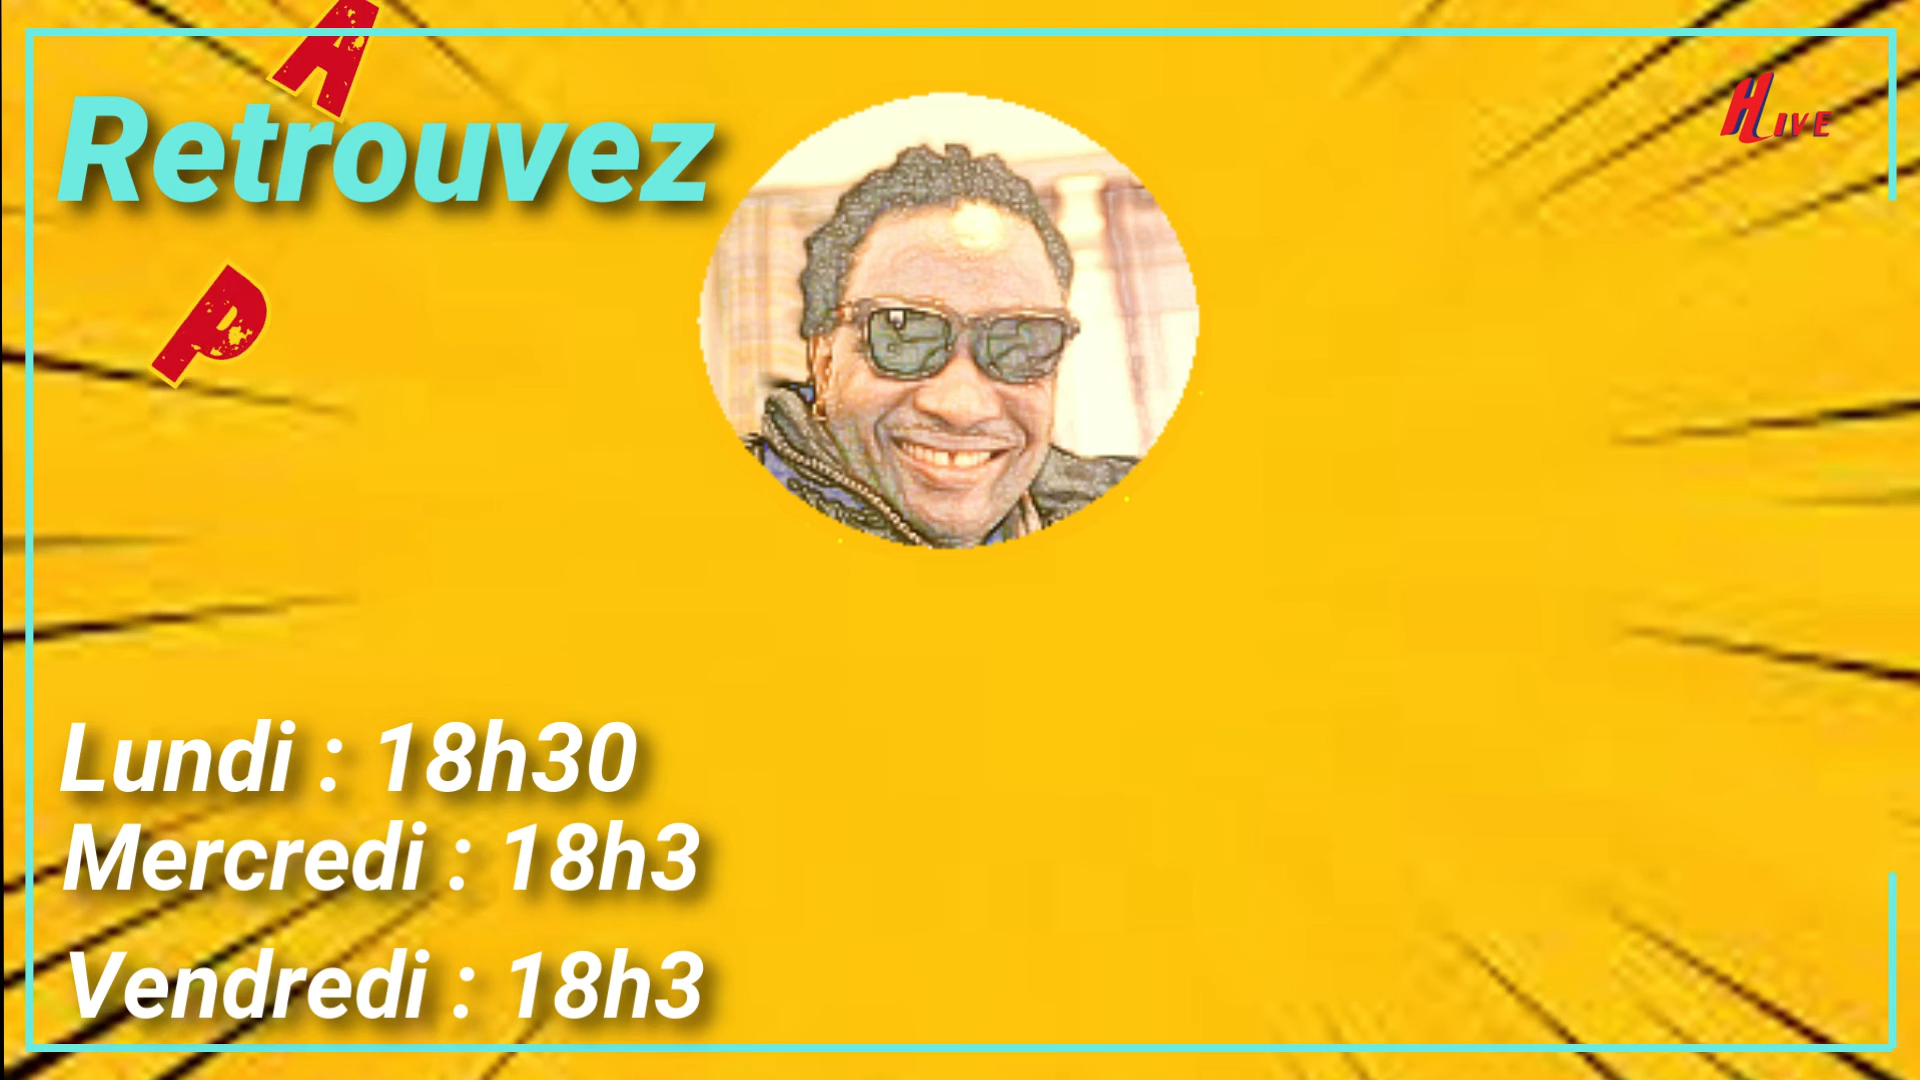 A
Retrouvez
HLIVE
P
Lundi : 18h30
Mercredi : 18h3
Vendredi : 18h3